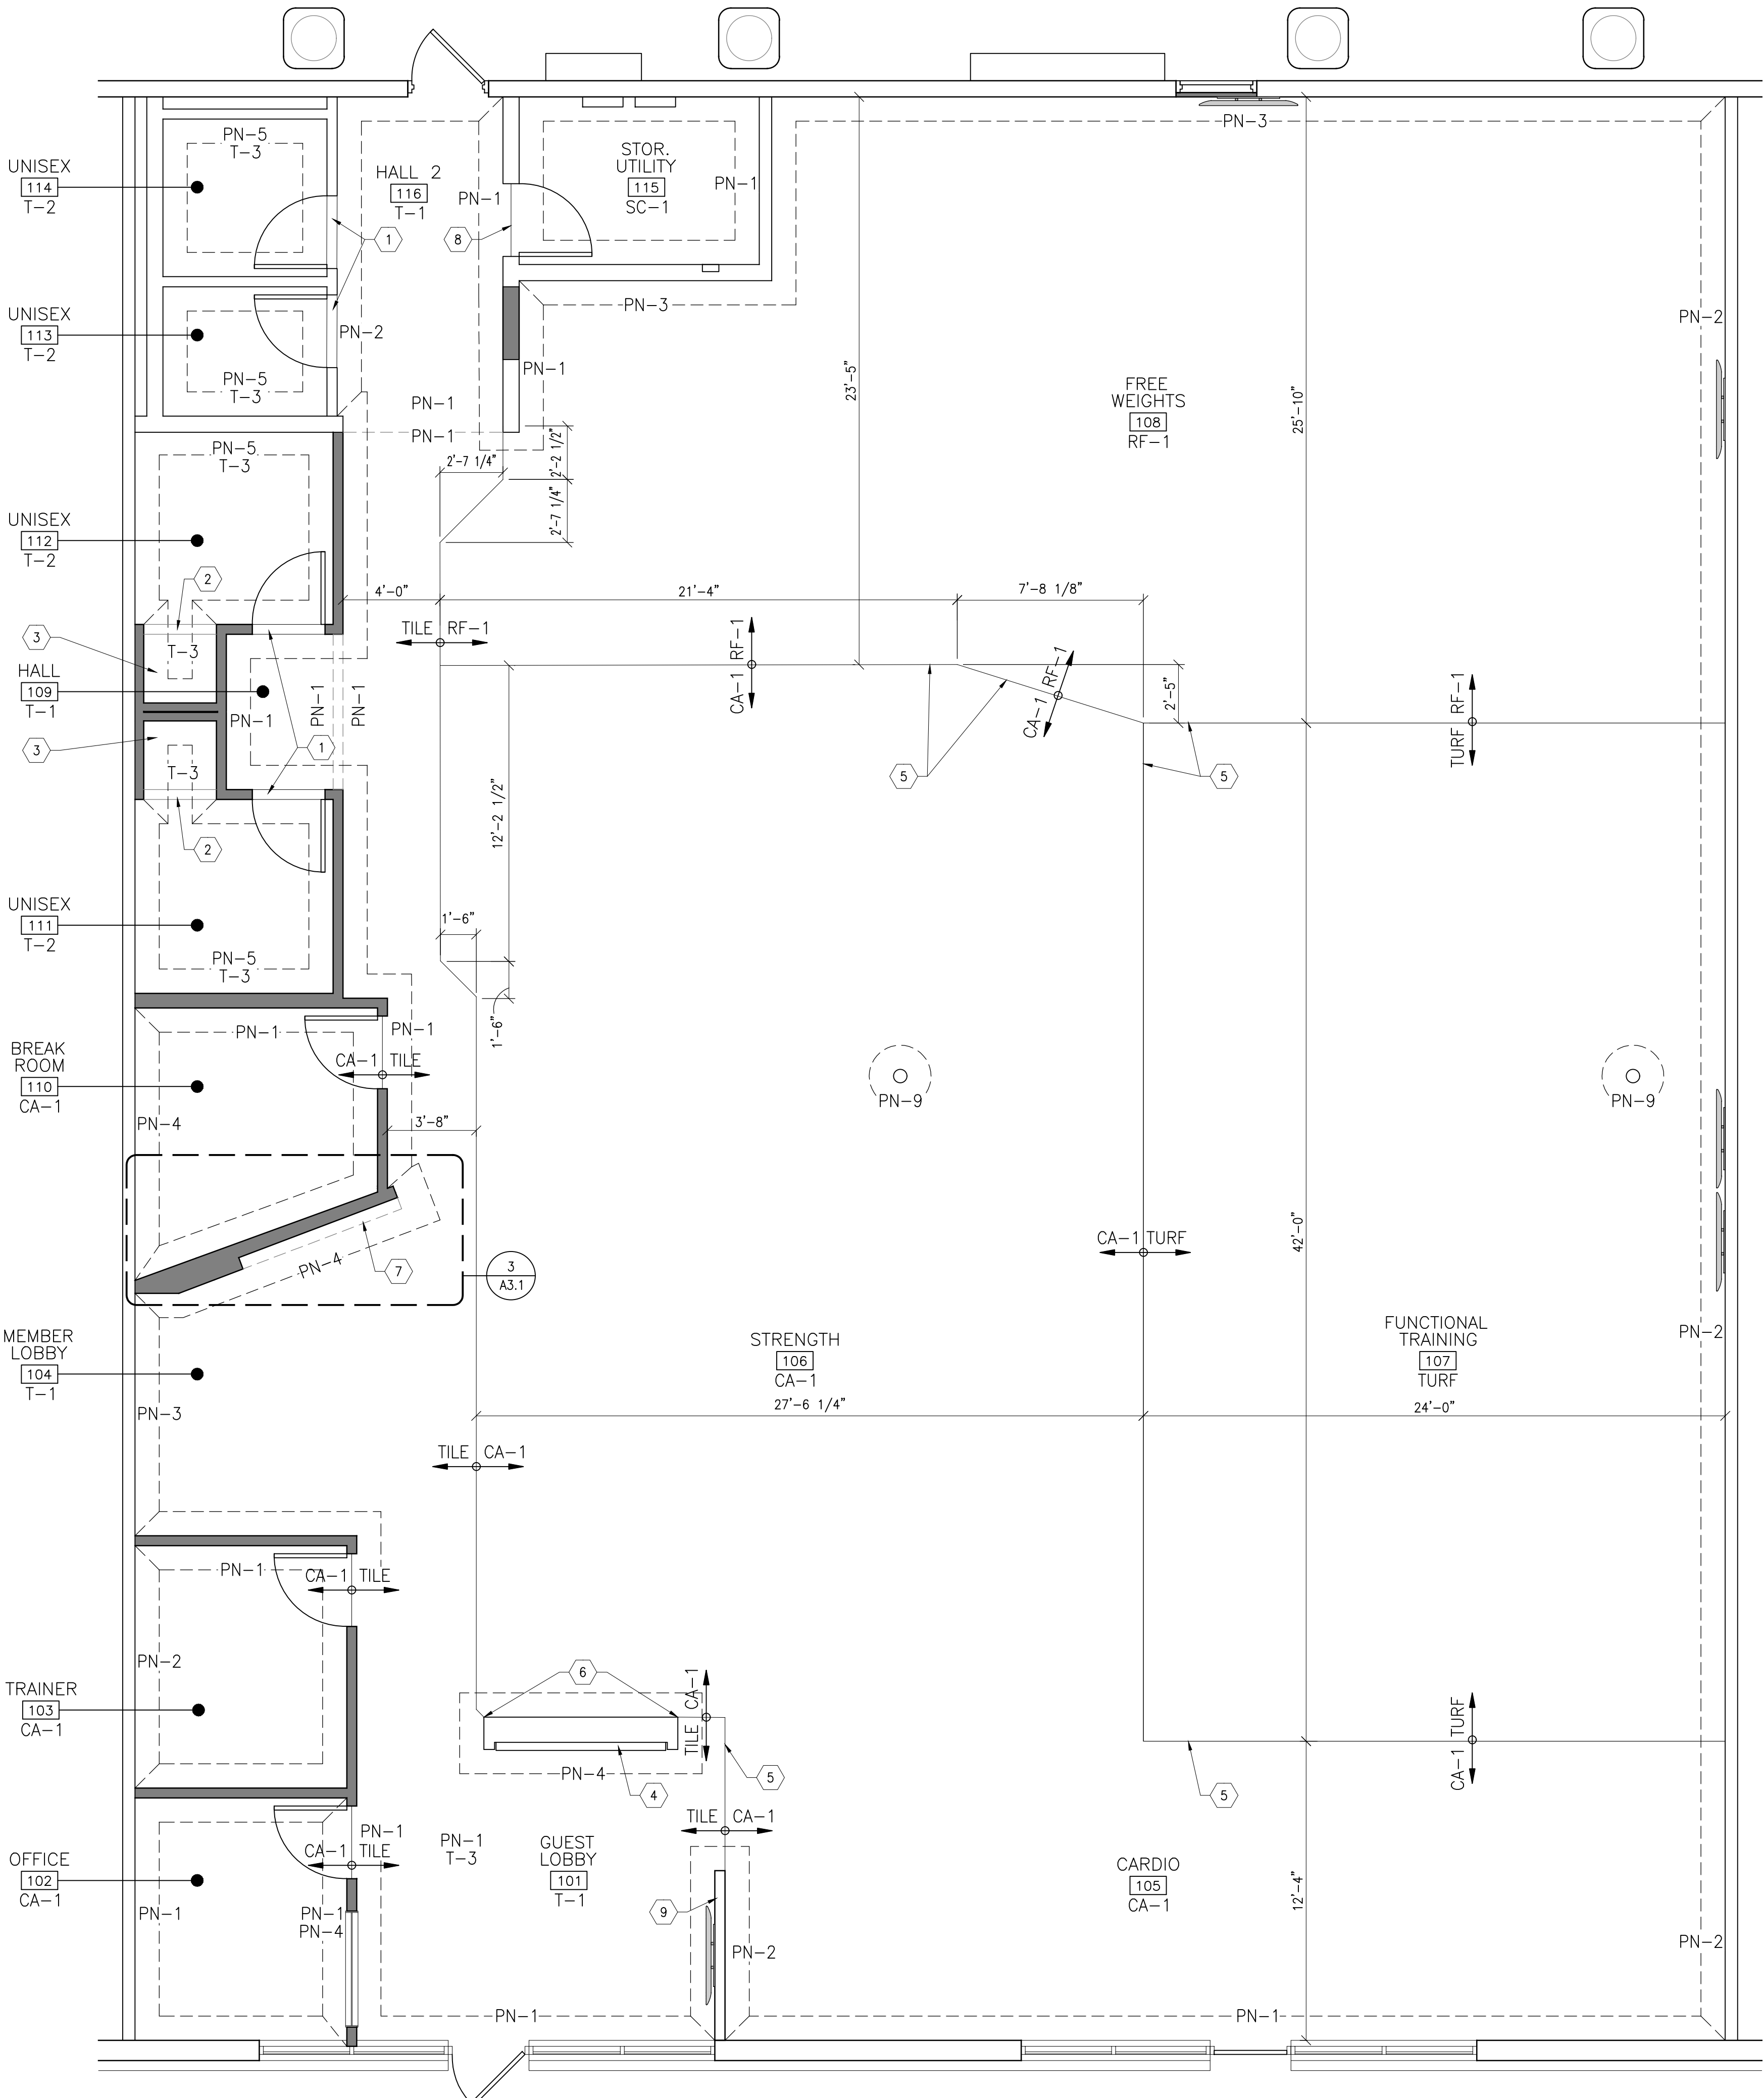 PN-3
PN-5
T-3
UNISEX
114
T-2
HALL 2
116
T-1
PN-1
STOR.
UTILITY
115
SC-1
PN-1
1
8
UNISEX
113
T-2
PN-2
PN-5
T-3
PN-3
PN-1
PN-2
23'-5"
25'-10"
FREE
WEIGHTS
108
RF-1
PN-1
PN-1
2'-7 1/4"
2'-2 1/2"
2'-7 1/4"
PN-5
T-3
UNISEX
112
T-2
2
4'-0"
21'-4"
7'-8 1/8"
3
TILE RF-1
CA-1 RF-1
CA-1 RF-1
2'-5"
TURF RF-1
T-3
HALL
109
T-1
PN-1
PN-1
PN-1
3
1
T-3
5
5
12'-2 1/2"
2
UNISEX
111
T-2
PN-5
T-3
1'-6"
1'-6"
PN-1
PN-1
BREAK
ROOM
110
CA-1
CA-1 TILE
PN-4
3'-8"
PN-9
PN-9
CA-1 TURF
42'-0"
PN-4
7
3
A3.1
MEMBER
LOBBY
104
T-1
PN-3
STRENGTH
106
CA-1
FUNCTIONAL
TRAINING
107
TURF
PN-2
27'-6 1/4"
24'-0"
TILE CA-1
PN-1
CA-1 TILE
PN-2
TRAINER
103
CA-1
6
TILE CA-1
PN-4
4
5
CA-1 TURF
5
TILE CA-1
PN-1
CA-1 TILE
PN-1
T-3
GUEST
LOBBY
101
T-1
OFFICE
102
CA-1
PN-1
PN-1
PN-4
9
PN-2
CARDIO
105
CA-1
12'-4"
PN-2
PN-1
PN-1